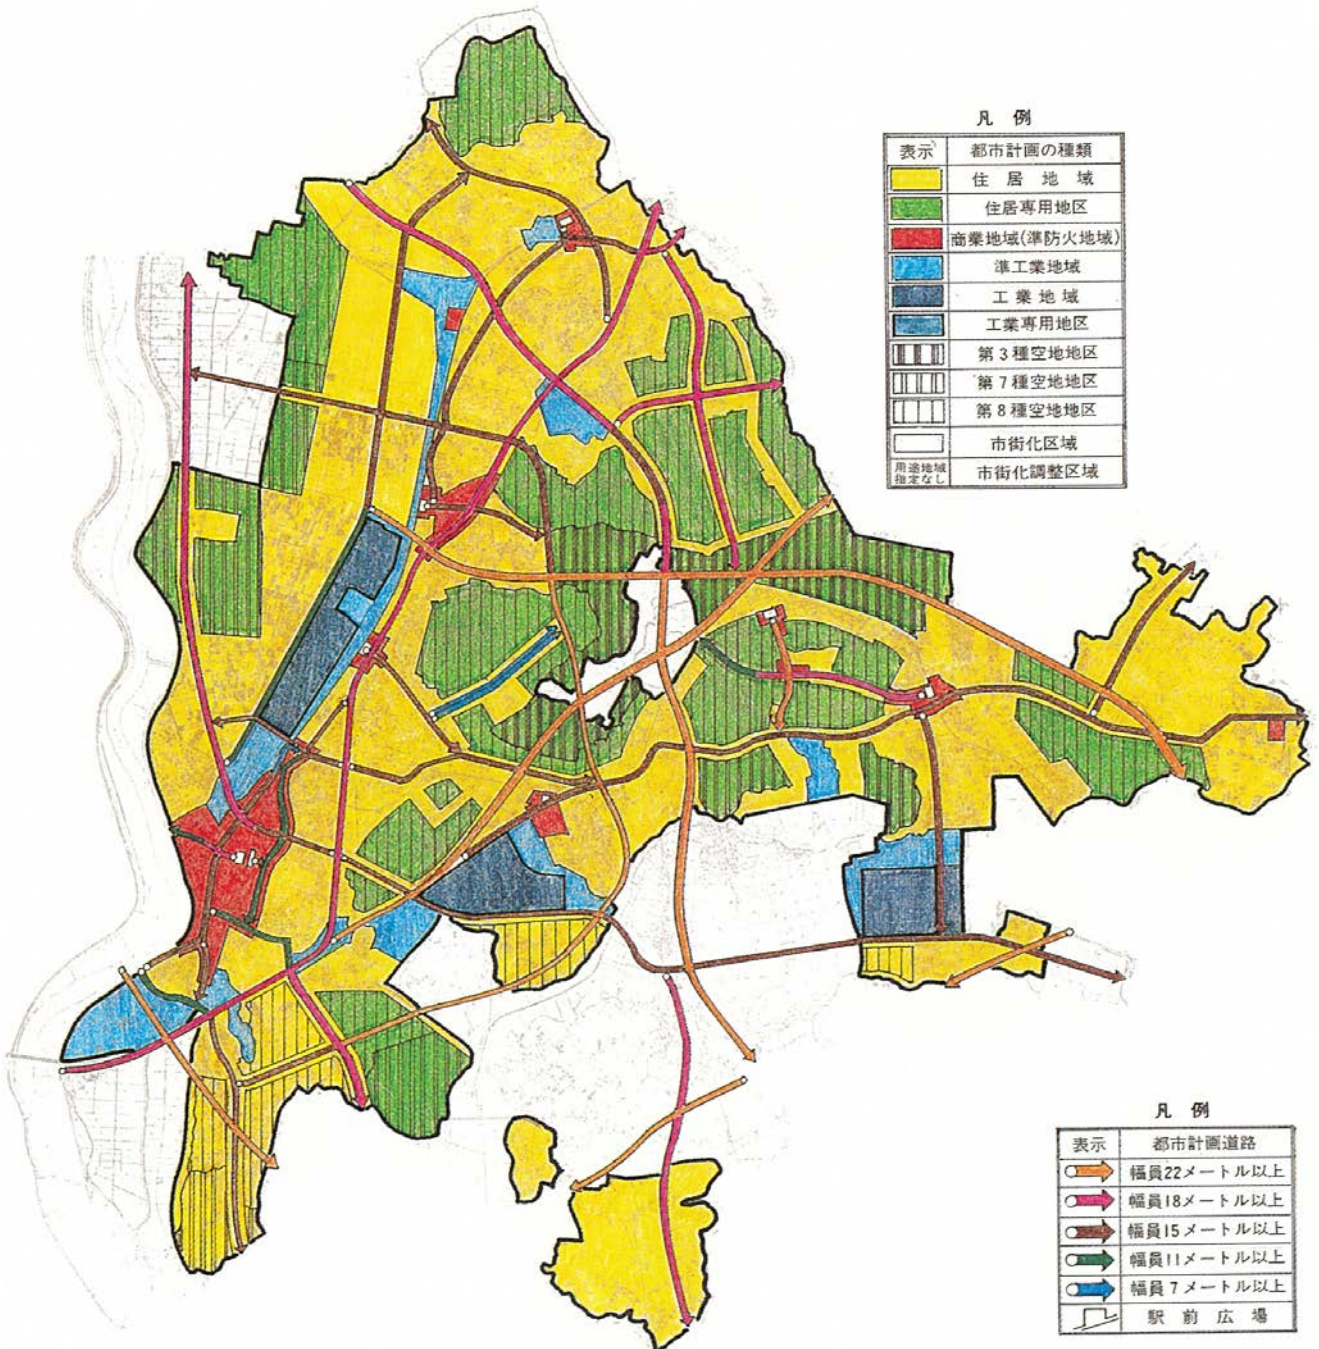 凡例
表示 都市計画の種類
住居地域
住居専用地区
商業地域(準防火地域)
準工業地域
工業地域
工業専用地区
第3種空地地区
第7種空地地区
第8種空地地区
市街化区域
用途地域指定なし 市街化調整区域
凡例
表示 都市計画道路
幅員22メートル以上
幅員18メートル以上
幅員15メートル以上
幅員11メートル以上
幅員7メートル以上
駅前広場